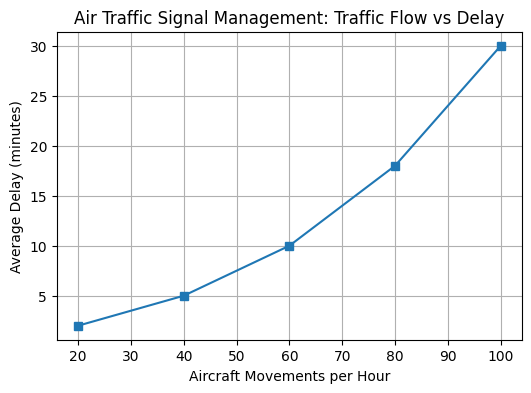 Air Traffic Signal Management: Traffic Flow vs Delay
30
25
20
15
10
5
Average Delay (minutes)
20 30 40 50 60 70 80 90 100
Aircraft Movements per Hour